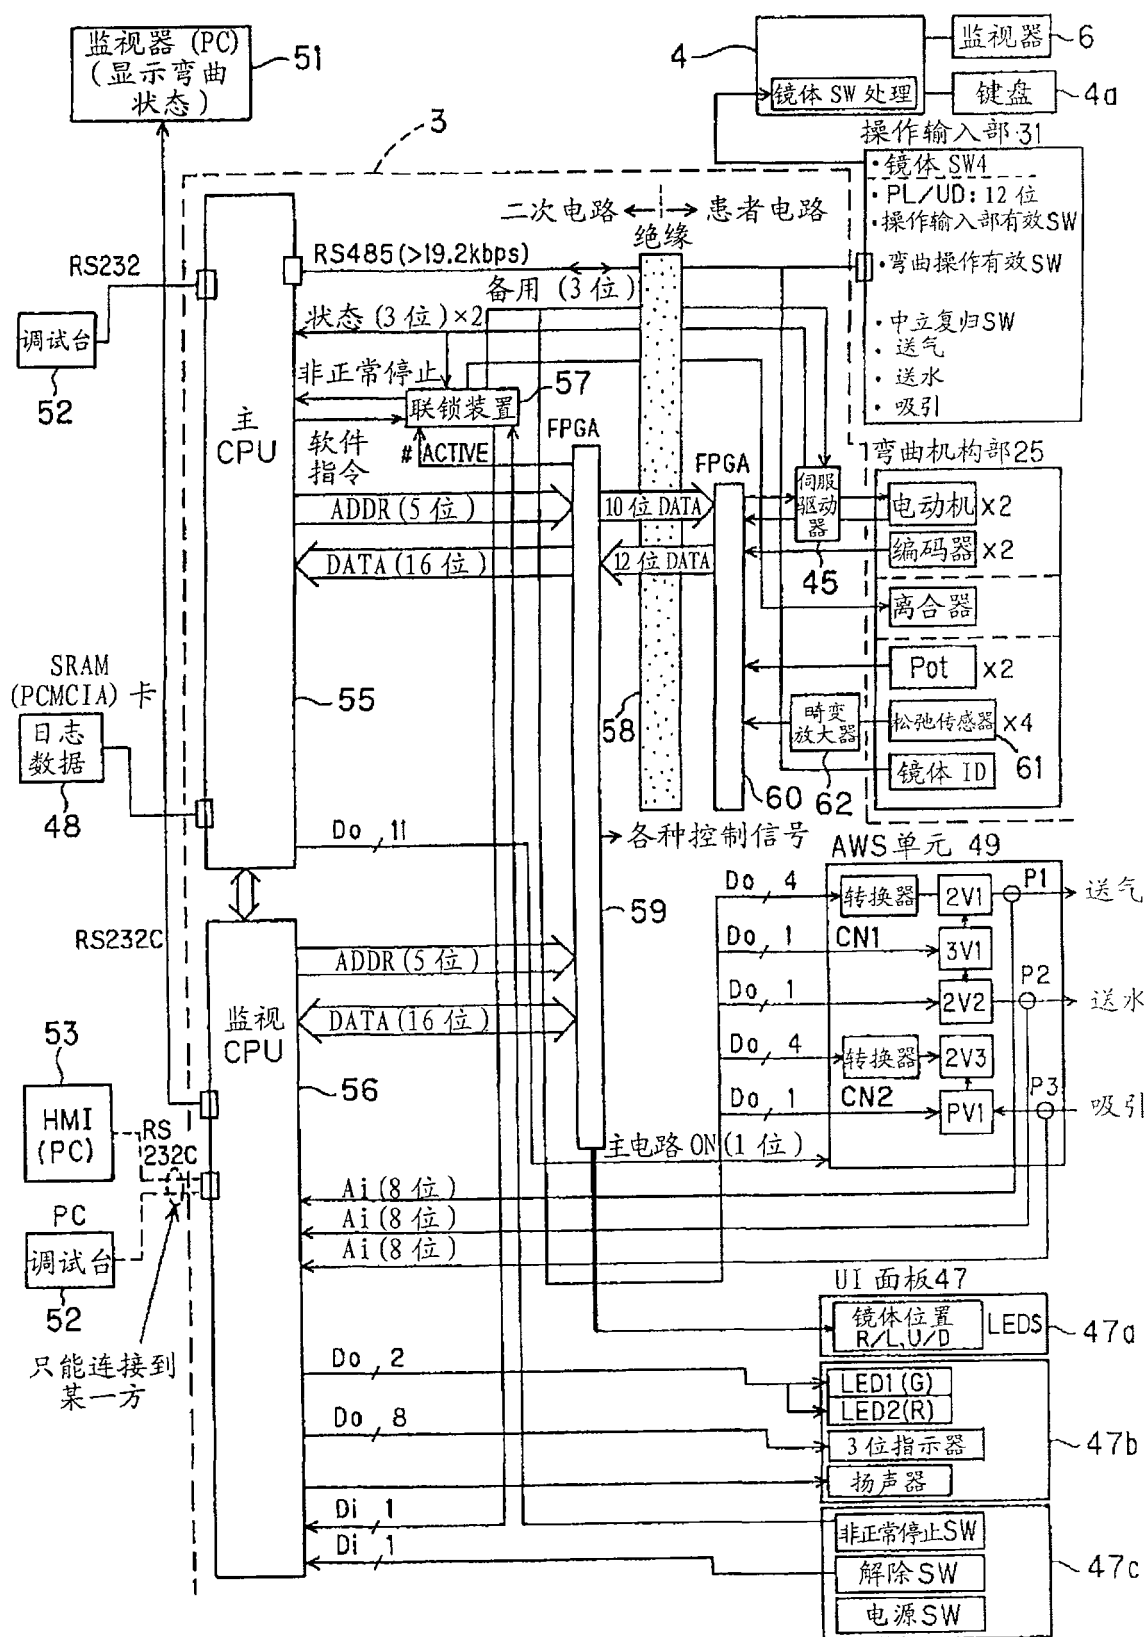 监视器 (PC)
(显示弯曲
状态)
51
4
镜体 SW 处理
监视器
6
键盘
4a
操作输入部 31
·镜体 SW4
·PL/UD: 12 位
·操作输入部有效SW
·弯曲操作有效SW
·中立复归SW
·送气
·送水
·吸引
3
二次电路
患者电路
绝缘
RS232
RS485(>19.2kbps)
备用 (3 位)
调试台
52
状态 (3 位)×2
非正常停止
联锁装置
57
主
CPU
软件
指令
# ACTIVE
FPGA
FPGA
ADDR(5 位)
DATA(16 位)
10 位 DATA
12 位 DATA
伺服
驱动
器
45
弯曲机构部25
电动机
×2
编码器
×2
离合器
Pot
×2
松弛传感器
×4
61
镜体 ID
畸变
放大器
62
SRAM
(PCMCIA) 卡
日志
数据
48
55
58
60
Do 11
各种控制信号
59
AWS 单元 49
Do 4
转换器
2V1
P1
送气
Do 1
CN1
3V1
Do 1
2V2
P2
送水
Do 4
转换器
2V3
Do 1
CN2
PV1
P3
吸引
RS232C
ADDR(5 位)
DATA(16 位)
监视
CPU
56
53
HMI
(PC)
RS
232C
主电路 ON(1 位)
Ai(8 位)
Ai(8 位)
Ai(8 位)
PC
调试台
52
只能连接到
某一方
UI 面板47
镜体位置
R/L,U/D
LEDS
47a
Do 2
LED1(G)
LED2(R)
Do 8
3 位指示器
47b
扬声器
Di 1
非正常停止SW
Di 1
解除 SW
47c
电源 SW